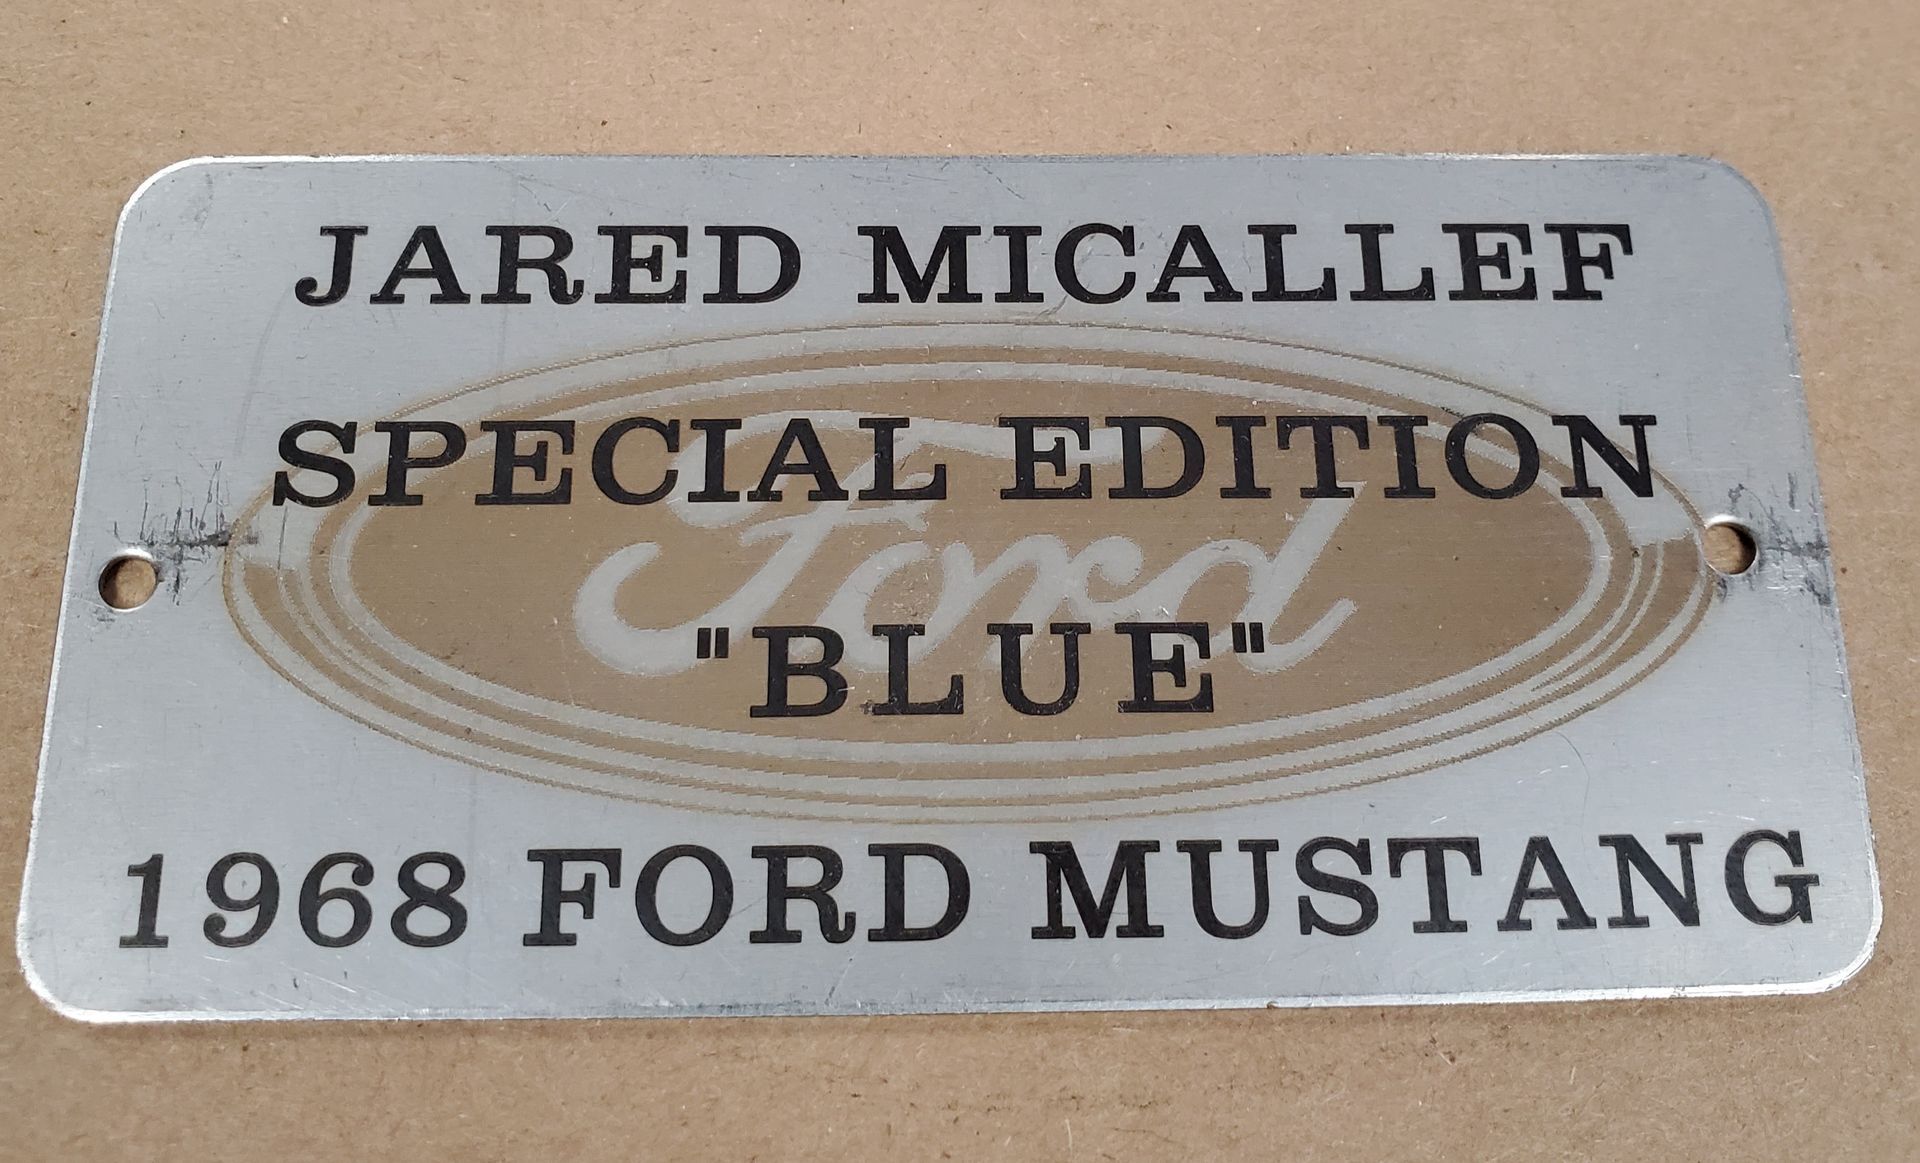 JARED MICALLEF
SPECIAL EDITION
Ford
"BLUE"
1968 FORD MUSTANG